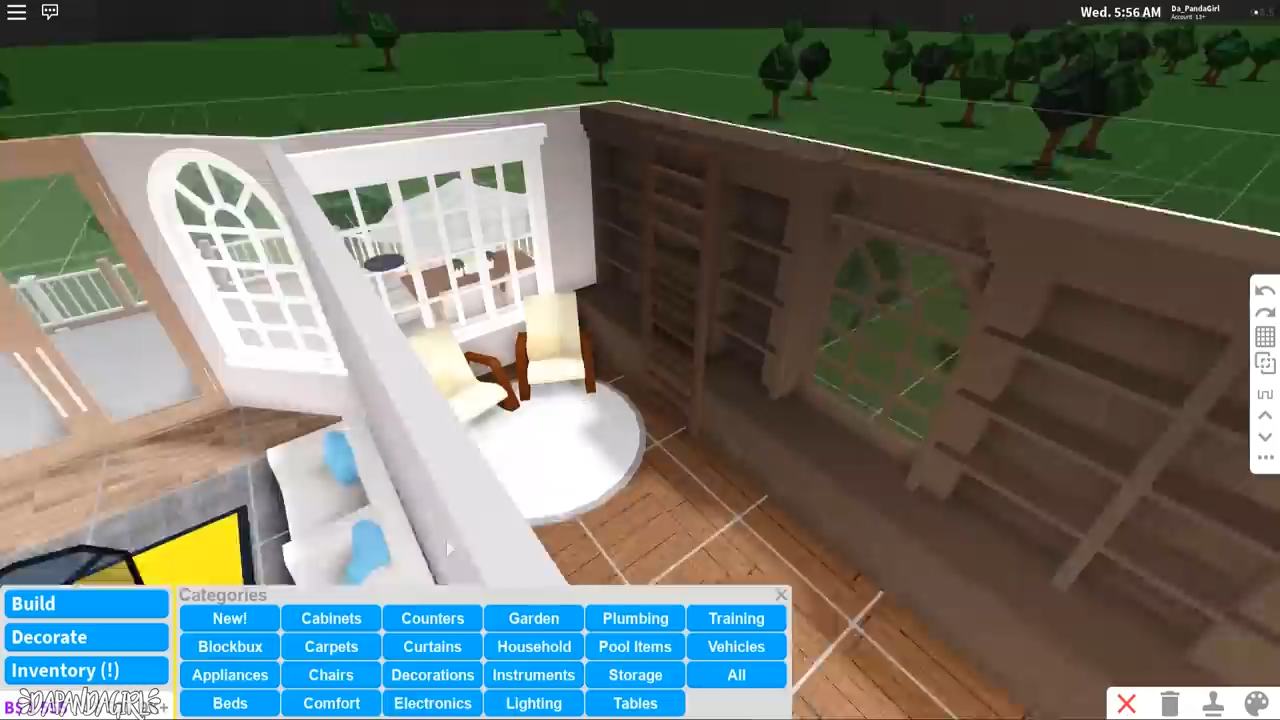 Wed. 5:56 AM
Da_PandaGirl
Account: 13+
Build
Decorate
Inventory (!)
DAPANDAGIRL
Categories
New! Cabinets Counters Garden Plumbing Training
Blockbux Carpets Curtains Household Pool Items Vehicles
Appliances Chairs Decorations Instruments Storage All
Beds Comfort Electronics Lighting Tables